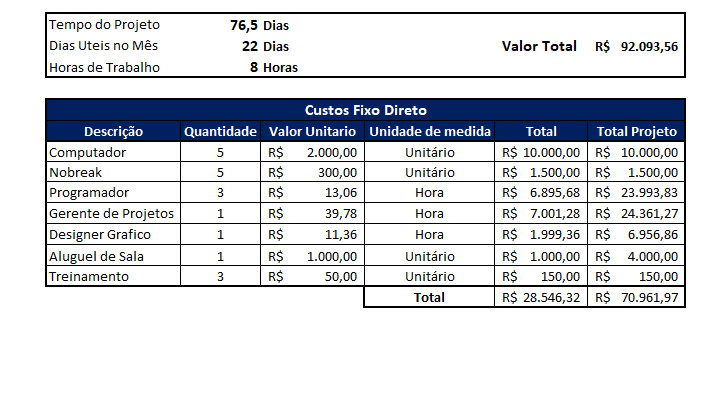 Tempo do Projeto 76,5 Dias
Dias Uteis no Mês 22 Dias Valor Total R$ 92.093,56
Horas de Trabalho 8 Horas
Custos Fixo Direto
Descrição Quantidade Valor Unitario Unidade de medida Total Total Projeto
Computador 5 R$ 2.000,00 Unitário R$ 10.000,00 R$ 10.000,00
Nobreak 5 R$ 300,00 Unitário R$ 1.500,00 R$ 1.500,00
Programador 3 R$ 13,06 Hora R$ 6.895,68 R$ 23.993,83
Gerente de Projetos 1 R$ 39,78 Hora R$ 7.001,28 R$ 24.361,27
Designer Grafico 1 R$ 11,36 Hora R$ 1.999,36 R$ 6.956,86
Aluguel de Sala 1 R$ 1.000,00 Unitário R$ 1.000,00 R$ 4.000,00
Treinamento 3 R$ 50,00 Unitário R$ 150,00 R$ 150,00
Total R$ 28.546,32 R$ 70.961,97